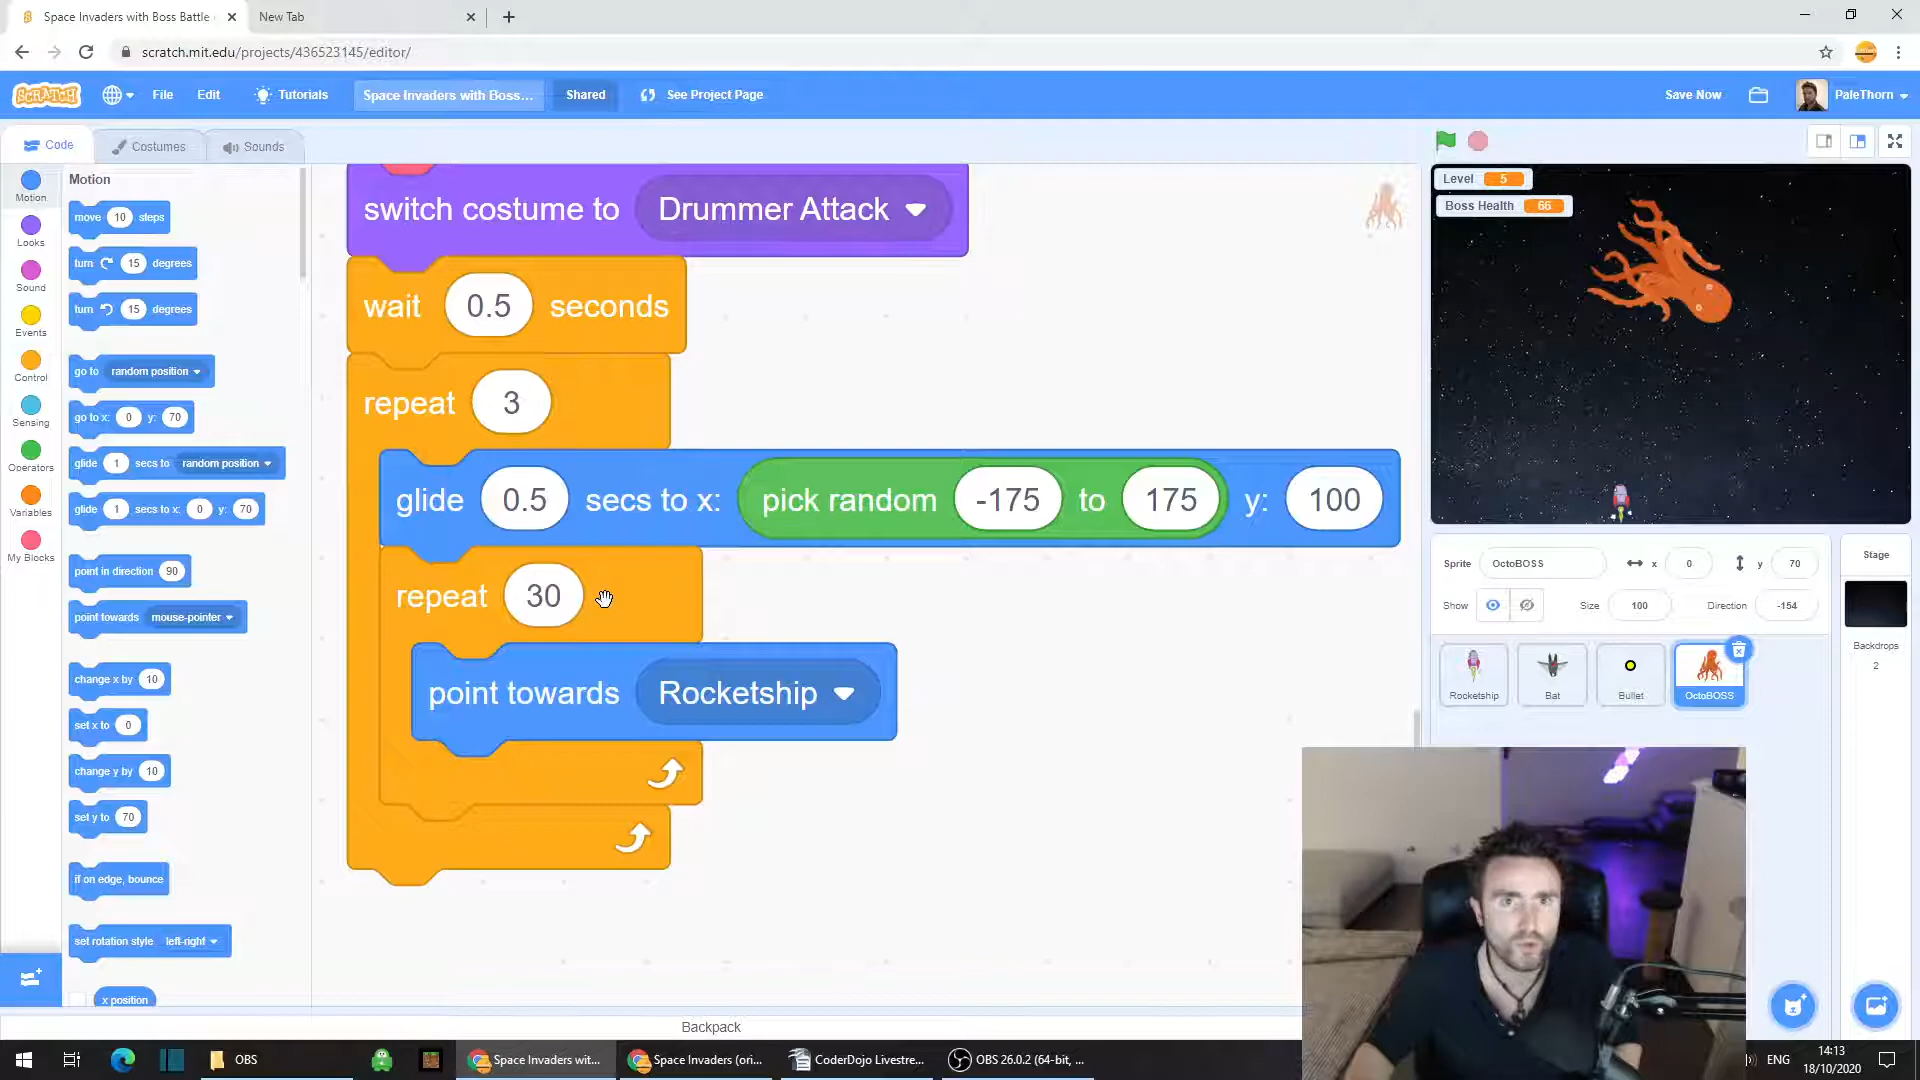 Space Invaders with Boss Battle
New Tab
scratch.mit.edu/projects/436523145/editor/
SCRATCH
File
Edit
Tutorials
Space Invaders with Boss...
Shared
See Project Page
Save Now
PaleThorn
Code
Costumes
Sounds
Motion
Looks
Sound
Events
Control
Sensing
Operators
Variables
My Blocks
Motion
move 10 steps
turn 15 degrees
turn 15 degrees
go to random position
go to x: 0 y: 70
glide 1 secs to random position
glide 1 secs to x: 0 y: 70
point in direction 90
point towards mouse-pointer
change x by 10
set x to 0
change y by 10
set y to 70
if on edge, bounce
set rotation style left-right
x position
switch costume to Drummer Attack
wait 0.5 seconds
repeat 3
glide 0.5 secs to x: pick random -175 to 175 y: 100
repeat 30
point towards Rocketship
Level 5
Boss Health 66
Sprite OctoBOSS x 0 y 70
Show Size 100 Direction -154
Rocketship
Bat
Bullet
OctoBOSS
Stage
Backdrops
2
Backpack
OBS
Space Invaders wit...
Space Invaders (ori...
CoderDojo Livestre...
OBS 26.0.2 (64-bit, ...
ENG
14:13
18/10/2020